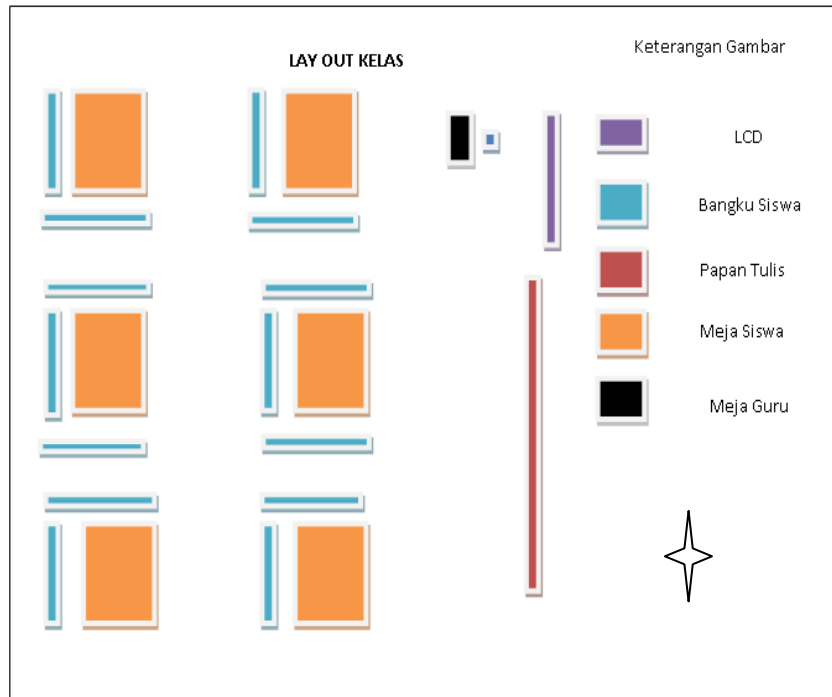 LAY OUT KELAS
Keterangan Gambar
LCD
Bangku Siswa
Papan Tulis
Meja Siswa
Meja Guru